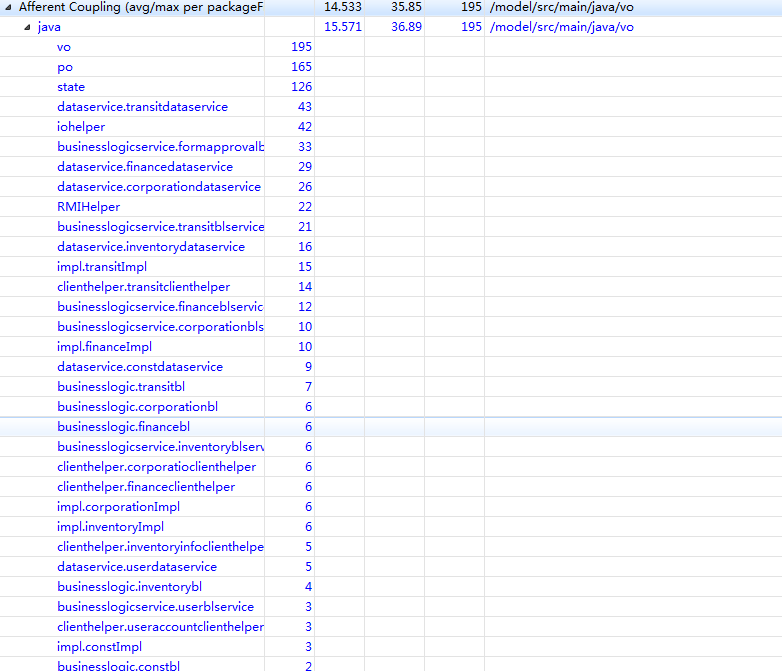 Afferent Coupling (avg/max per packageF 14.533 35.85 195 /model/src/main/java/vo
java 15.571 36.89 195 /model/src/main/java/vo
vo 195
po 165
state 126
dataservice.transitdataservice 43
iohelper 42
businesslogicservice.formapprovalb 33
dataservice.financedataservice 29
dataservice.corporationdataservice 26
RMIHelper 22
businesslogicservice.transitblservice 21
dataservice.inventorydataservice 16
impl.transitImpl 15
clienthelper.transitclienthelper 14
businesslogicservice.financeblservic 12
businesslogicservice.corporationbls 10
impl.financeImpl 10
dataservice.constdataservice 9
businesslogic.transitbl 7
businesslogic.corporationbl 6
businesslogic.financebl 6
businesslogicservice.inventoryblserv 6
clienthelper.corporatioclienthelper 6
clienthelper.financeclienthelper 6
impl.corporationImpl 6
impl.inventoryImpl 6
clienthelper.inventoryinfoclienthelpe 5
dataservice.userdataservice 5
businesslogic.inventorybl 4
businesslogicservice.userblservice 3
clienthelper.useraccountclienthelper 3
impl.constImpl 3
businesslogic.constbl 2